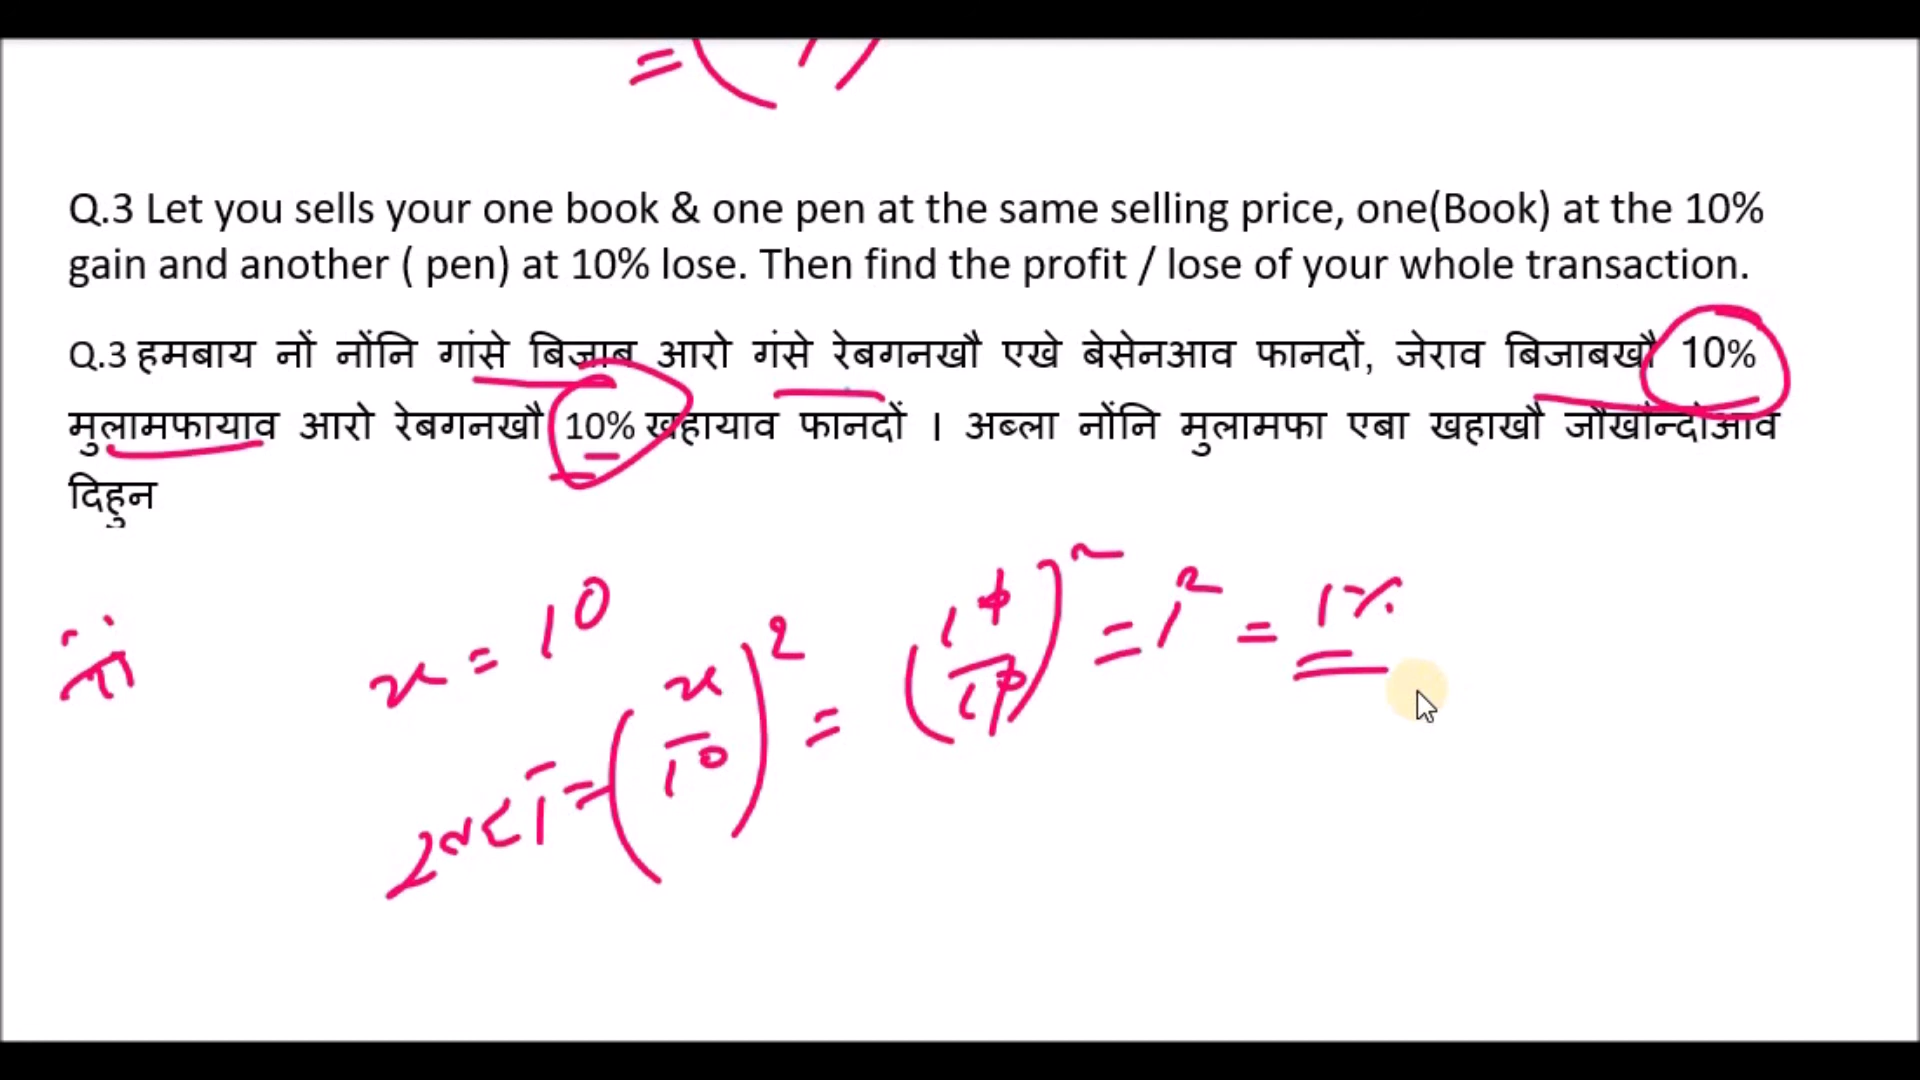 Q.3 Let you sells your one book & one pen at the same selling price, one(Book) at the 10%
gain and another ( pen) at 10% lose. Then find the profit / lose of your whole transaction.
Q.3 हमबाय नों नोंनि गांसे बिजाब आरो गंसे रेबगनखौ एखे बेसेनआव फानदों, जेराव बिजाबखौ 10%
मुलामफायाव आरो रेबगनखौ 10% खहायाव फानदों । अब्ला नोंनि मुलामफा एबा खहाखौ जौखोन्दोआव
दिहुन
x = 10
= (x/10)² = (10/10)² = 1² = 1%